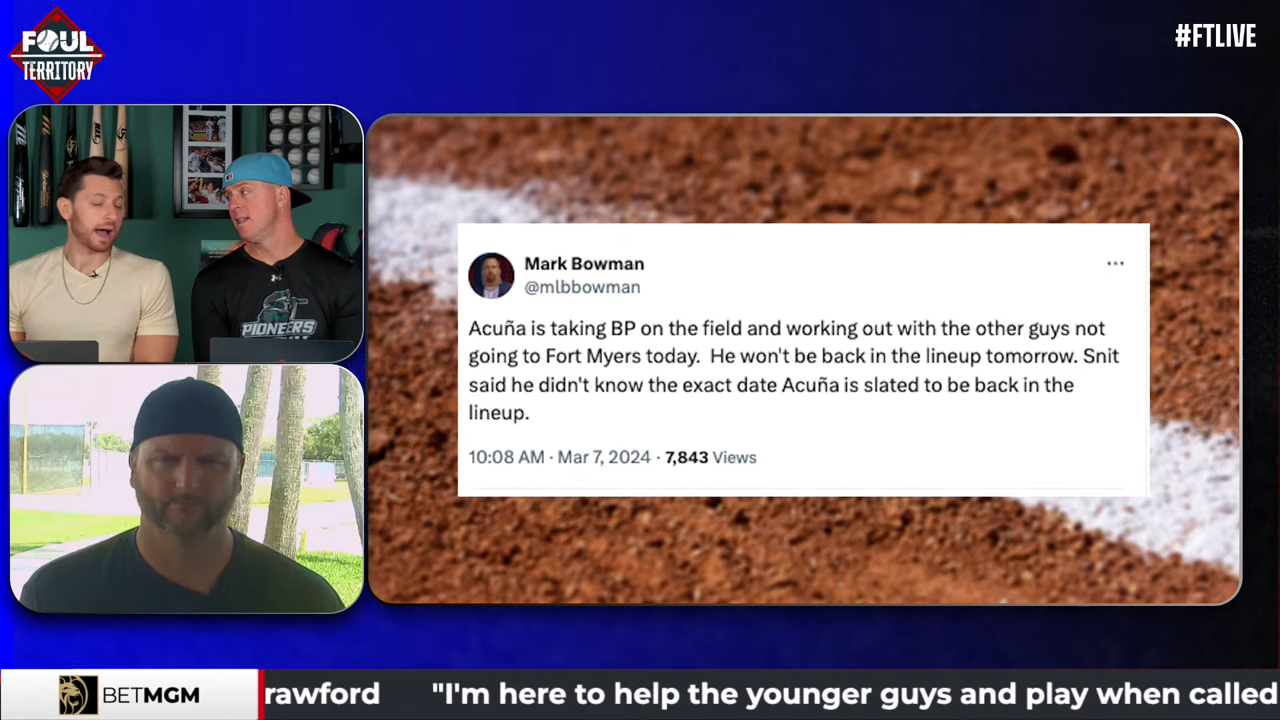 FOUL
TERRITORY
#FTLIVE
PIONEERS
Mark Bowman
@mlbbowman
Acuña is taking BP on the field and working out with the other guys not
going to Fort Myers today. He won't be back in the lineup tomorrow. Snit
said he didn't know the exact date Acuña is slated to be back in the
lineup.
10:08 AM · Mar 7, 2024 · 7,843 Views
BETMGM
rawford "I'm here to help the younger guys and play when called